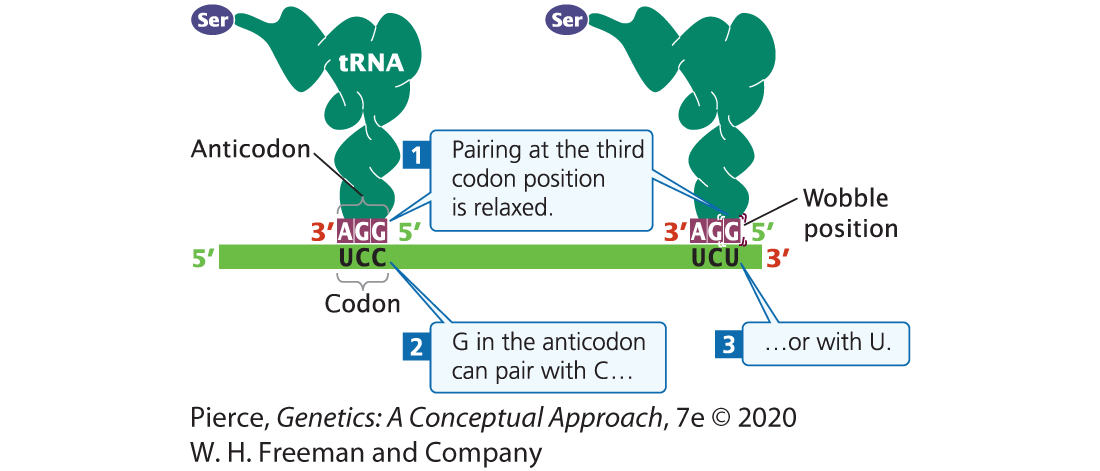 Ser
Ser
tRNA
Anticodon
1 Pairing at the third
codon position
is relaxed.
Wobble
position
3′ AGG 5′
3′ AGG 5′
5′ UCC UCU 3′
Codon
2 G in the anticodon
can pair with C…
3 …or with U.
Pierce, Genetics: A Conceptual Approach, 7e © 2020
W. H. Freeman and Company